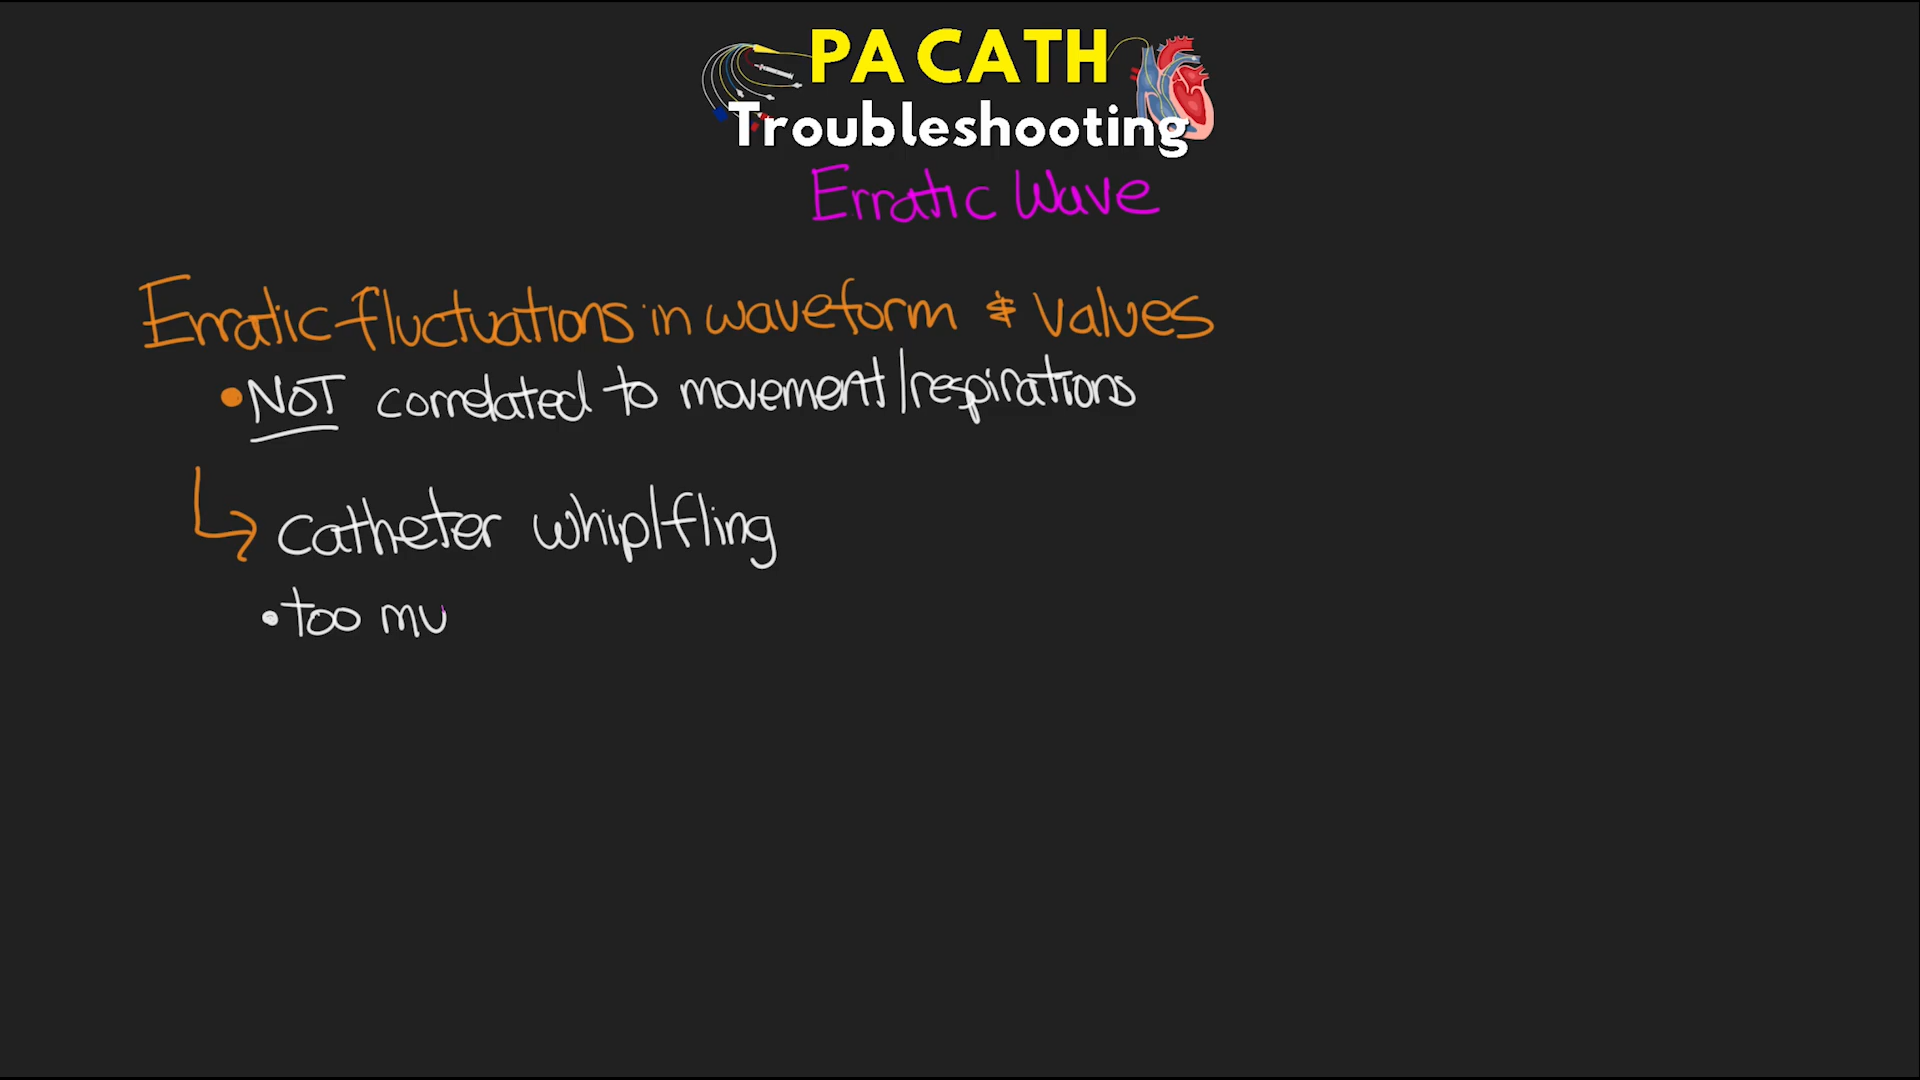 PA CATH
Troubleshooting
Erratic Wave
Erratic fluctuations in waveform & values
• NOT correlated to movement/respirations
↳ catheter whip/fling
• too mu